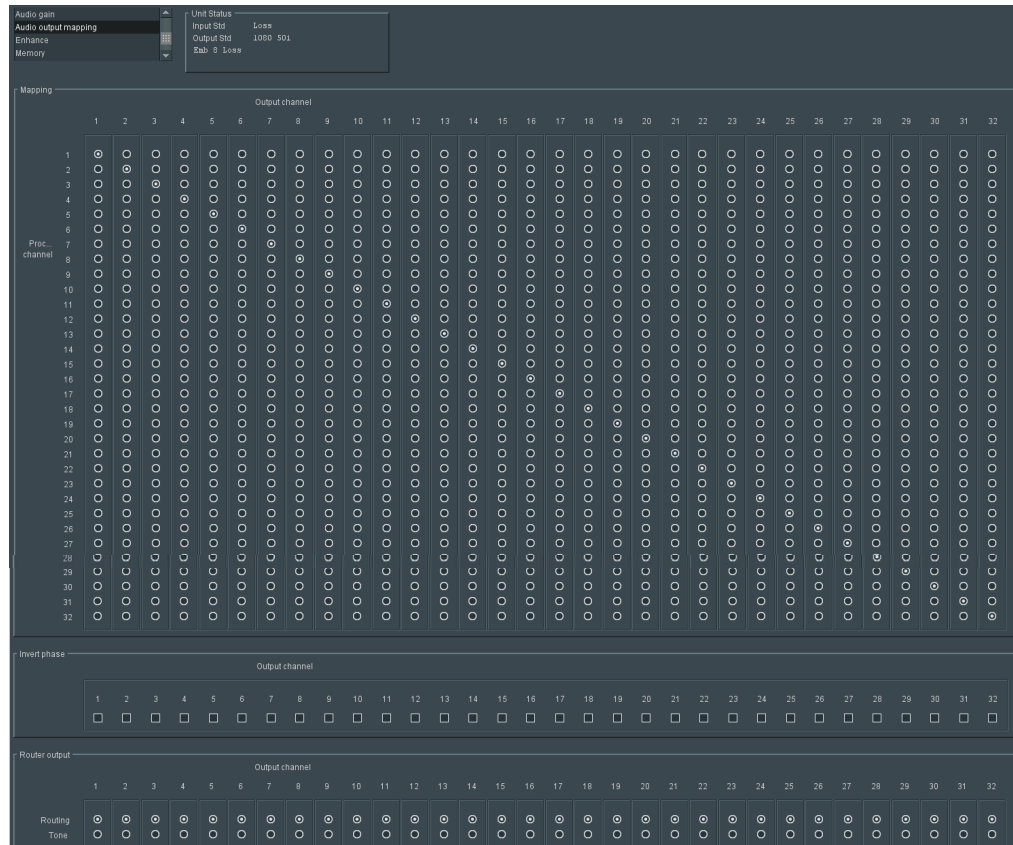 Audio gain
Audio output mapping
Enhance
Memory
Unit Status
Input Std Loss
Output Std 1080 50i
Emb 8 Loss
Mapping
Output channel
1 2 3 4 5 6 7 8 9 10 11 12 13 14 15 16 17 18 19 20 21 22 23 24 25 26 27 28 29 30 31 32
1
2
3
4
5
6
Proc... 7
channel 8
9
10
11
12
13
14
15
16
17
18
19
20
21
22
23
24
25
26
27
28
29
30
31
32
Invert phase
Output channel
1 2 3 4 5 6 7 8 9 10 11 12 13 14 15 16 17 18 19 20 21 22 23 24 25 26 27 28 29 30 31 32
Router output
Output channel
1 2 3 4 5 6 7 8 9 10 11 12 13 14 15 16 17 18 19 20 21 22 23 24 25 26 27 28 29 30 31 32
Routing
Tone